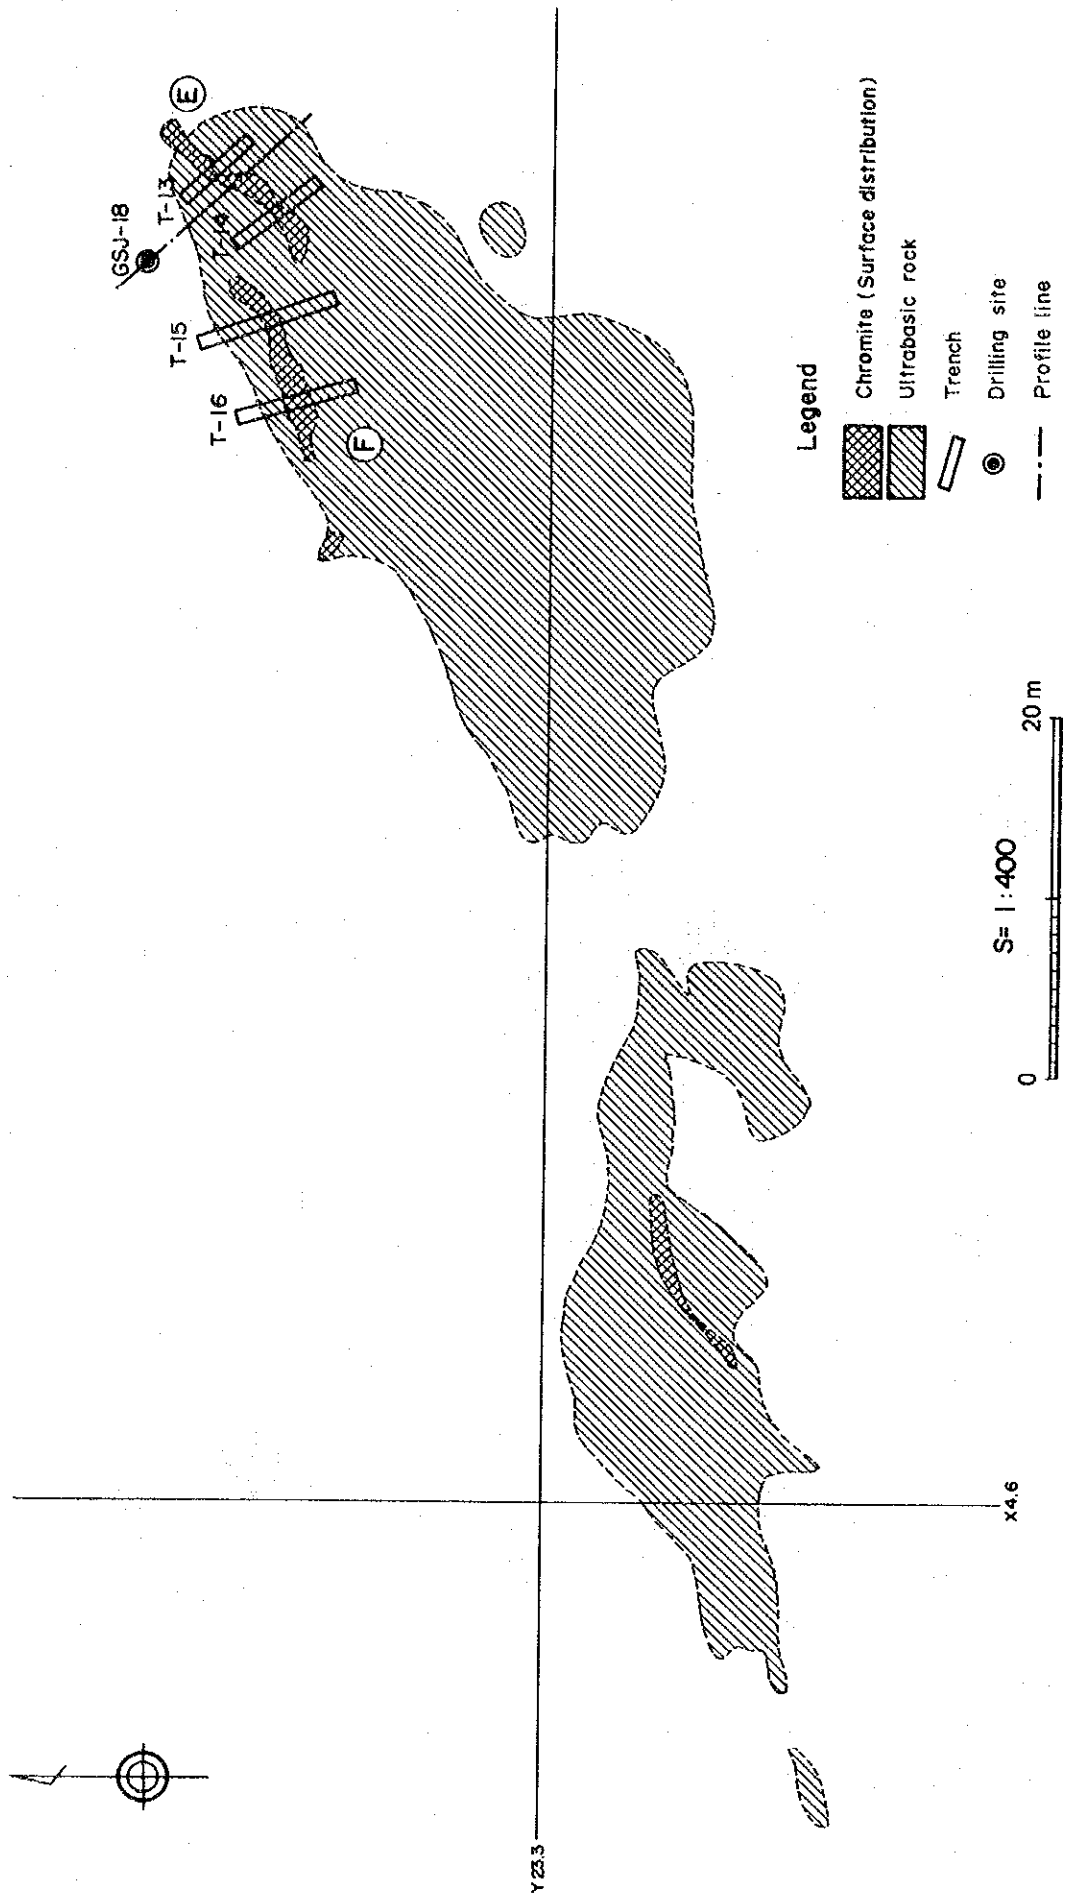 E
GSJ-18
T-13
T-14
T-15
T-16
F
Legend
Chromite (Surface distribution)
Ultrabasic rock
Trench
Drilling site
Profile line
S= 1:400
0
20 m
X4.6
Y23.3